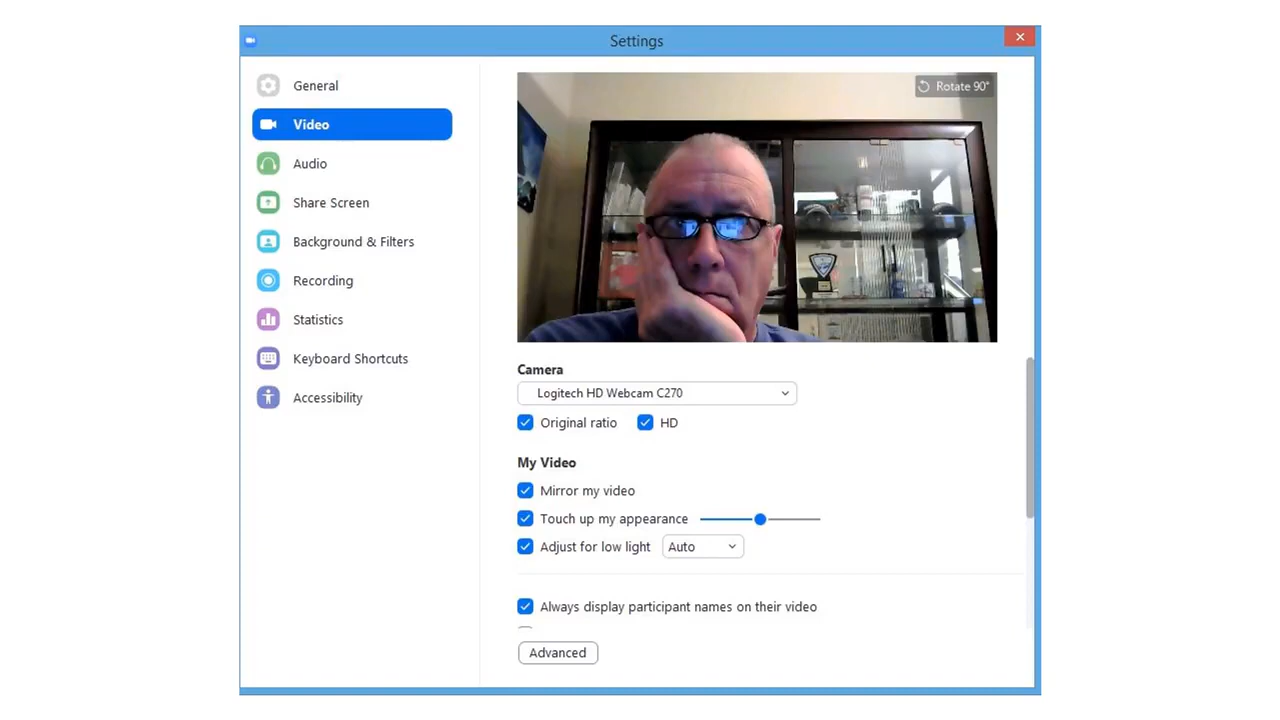 Settings
General
Video
Audio
Share Screen
Background & Filters
Recording
Statistics
Keyboard Shortcuts
Accessibility
Rotate 90°
Camera
Logitech HD Webcam C270
Original ratio HD
My Video
Mirror my video
Touch up my appearance
Adjust for low light Auto
Always display participant names on their video
Advanced